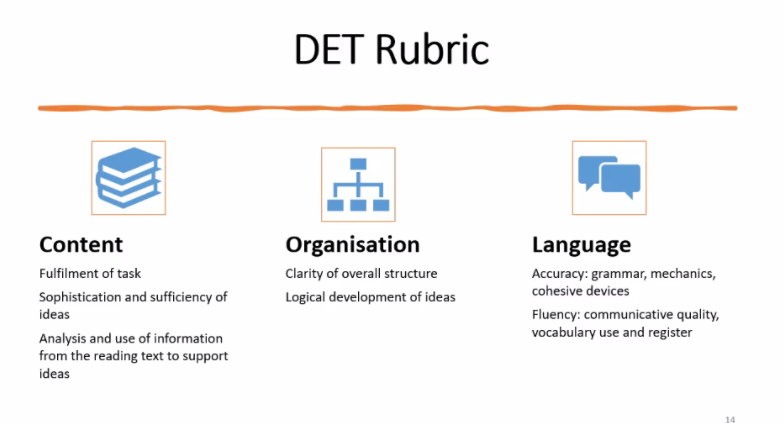 DET Rubric
Content
Fulfilment of task
Sophistication and sufficiency of
ideas
Analysis and use of information
from the reading text to support
ideas
Organisation
Clarity of overall structure
Logical development of ideas
Language
Accuracy: grammar, mechanics,
cohesive devices
Fluency: communicative quality,
vocabulary use and register
14